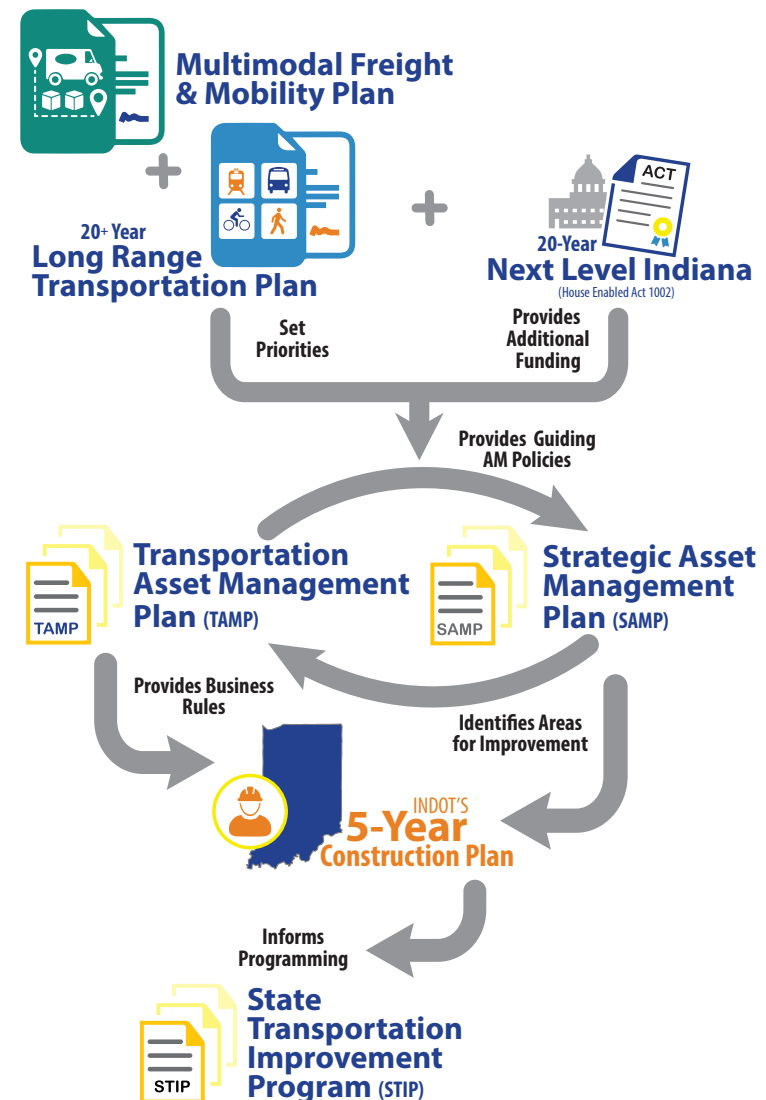 Multimodal Freight
& Mobility Plan
20+ Year
Long Range
Transportation Plan
ACT
20-Year
Next Level Indiana
(House Enabled Act 1002)
Set
Priorities
Provides
Additional
Funding
Provides Guiding
AM Policies
TAMP
Transportation
Asset Management
Plan (TAMP)
SAMP
Strategic Asset
Management
Plan (SAMP)
Provides Business
Rules
Identifies Areas
for Improvement
INDOT'S
5-Year
Construction Plan
Informs
Programming
STIP
State
Transportation
Improvement
Program (STIP)